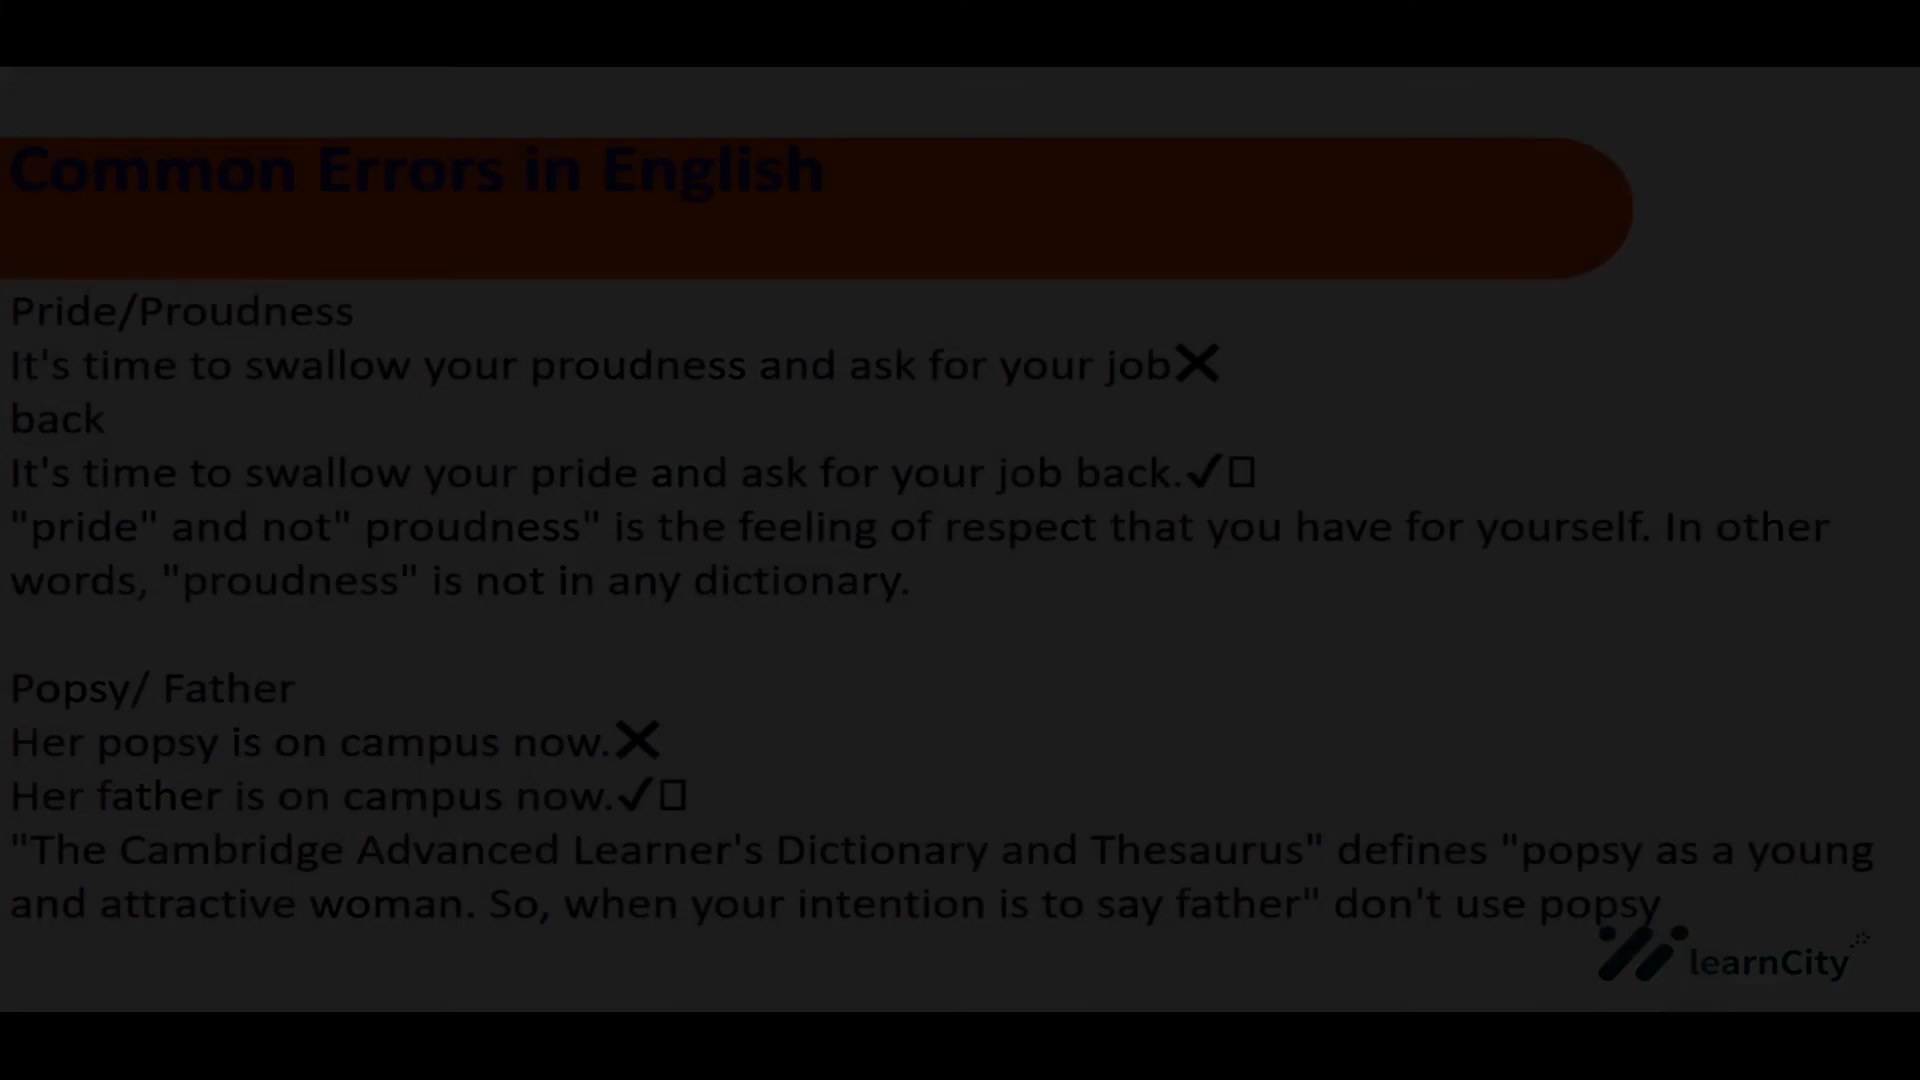 Common Errors in English
Pride/Proudness
It's time to swallow your proudness and ask for your job❌
back
It's time to swallow your pride and ask for your job back.✓
"pride" and not" proudness" is the feeling of respect that you have for yourself. In other
words, "proudness" is not in any dictionary.
Popsy/ Father
Her popsy is on campus now.❌
Her father is on campus now.✓
"The Cambridge Advanced Learner's Dictionary and Thesaurus" defines "popsy as a young
and attractive woman. So, when your intention is to say father" don't use popsy
learnCity